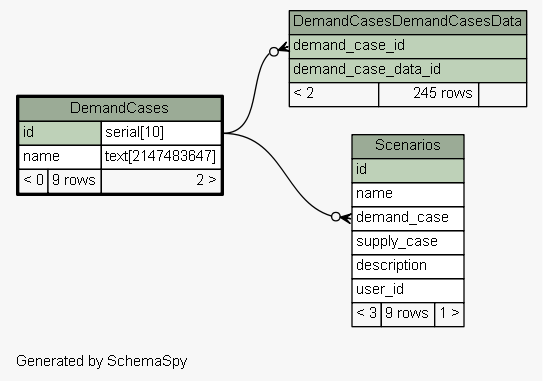 DemandCasesDemandCasesData
demand_case_id
demand_case_data_id
< 2 245 rows
DemandCases
id serial[10]
name text[2147483647]
< 0 9 rows 2 >
Scenarios
id
name
demand_case
supply_case
description
user_id
< 3 9 rows 1 >
Generated by SchemaSpy